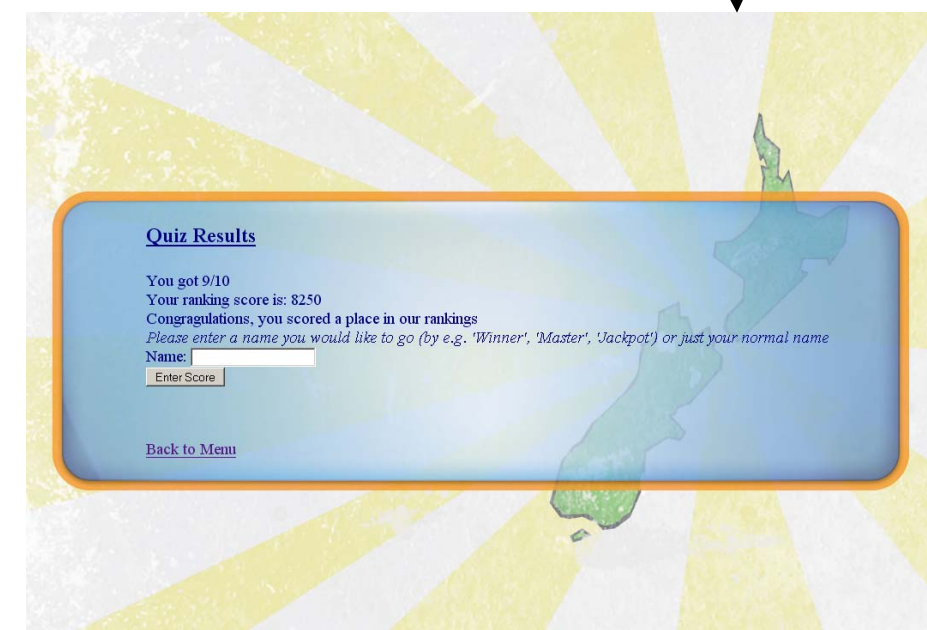 Quiz Results
You got 9/10
Your ranking score is: 8250
Congragulations, you scored a place in our rankings
Please enter a name you would like to go (by e.g. 'Winner', 'Master', 'Jackpot') or just your normal name
Name:
Enter Score
Back to Menu